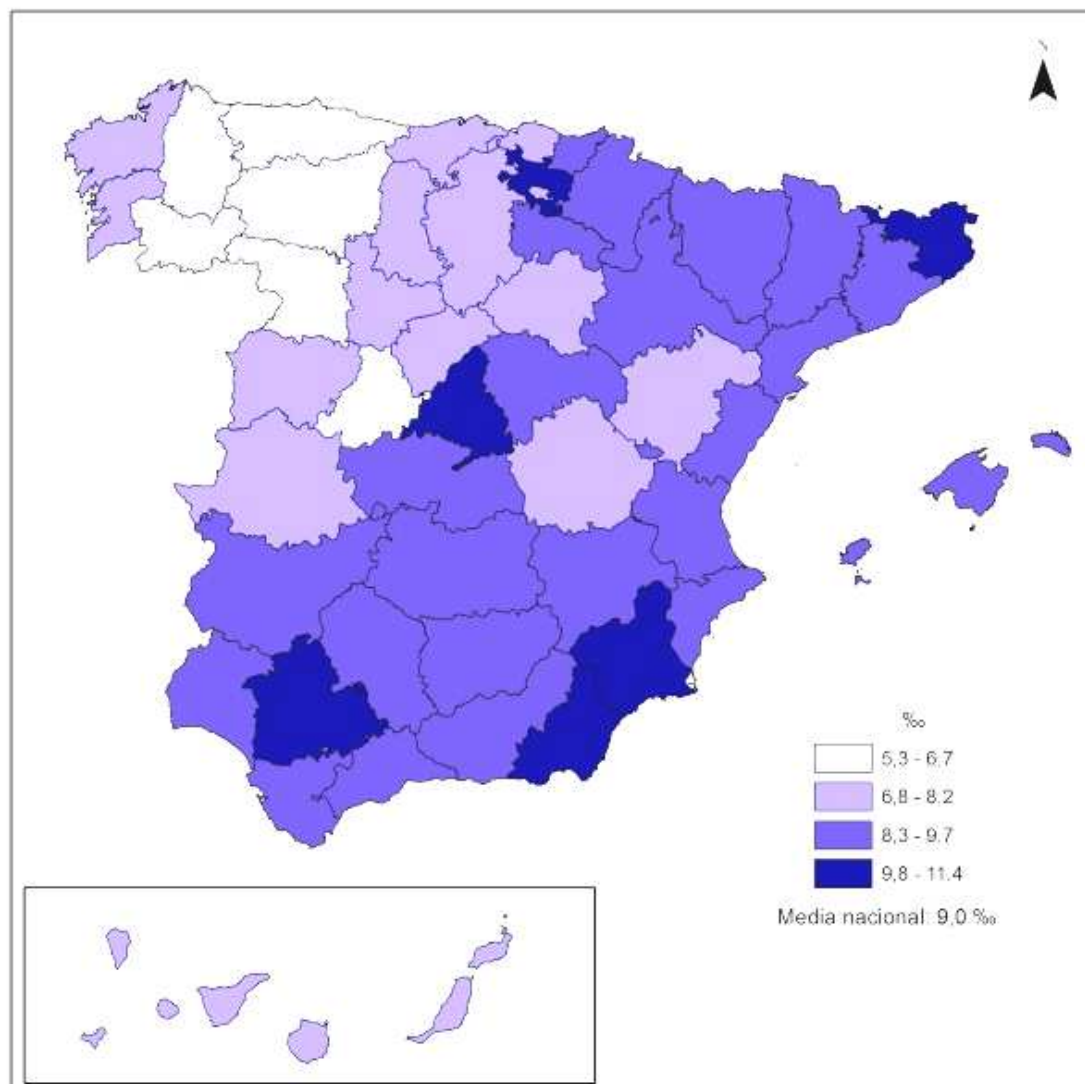 ‰
5,3 - 6.7
6,8 - 8.2
8,3 - 9.7
9,8 - 11.4
Media nacional: 9,0 ‰